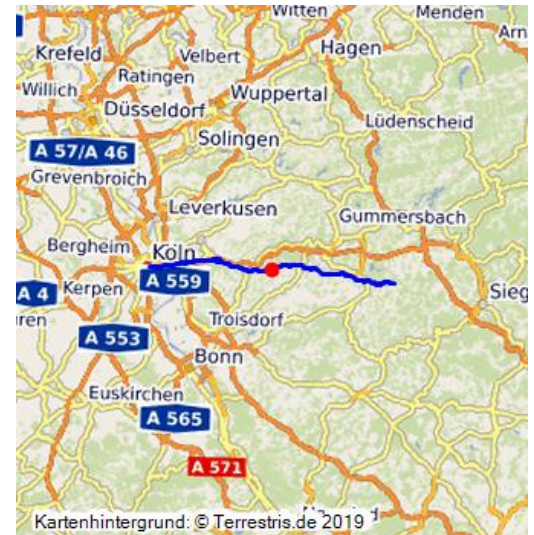 Witten
Menden
Krefeld
Velbert
Hagen
Arn
Ratingen
Willich
Wuppertal
Düsseldorf
Lüdenscheid
Solingen
A 57/A 46
Grevenbroich
Leverkusen
Gummersbach
Bergheim
Köln
A 559
A 4
Kerpen
Sieg
üren
Troisdorf
A 553
Bonn
Euskirchen
A 565
A 571
Kartenhintergrund: © Terrestris.de 2019